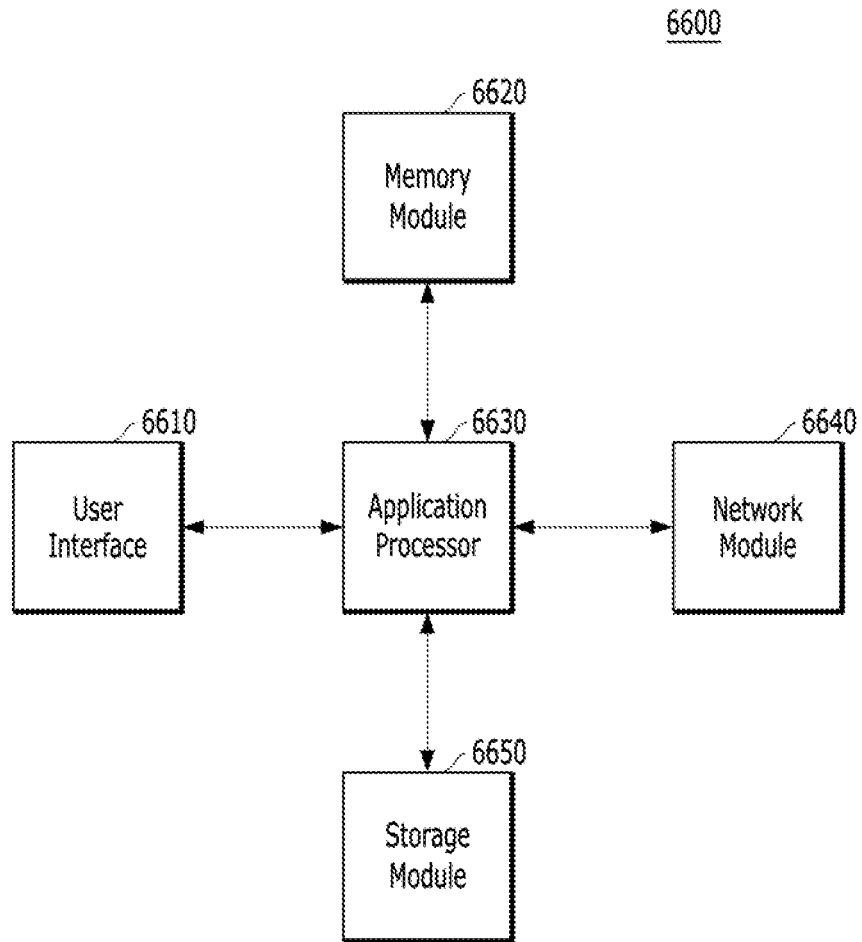 6600
6620
Memory
Module
6610
User
Interface
6630
Application
Processor
6640
Network
Module
6650
Storage
Module